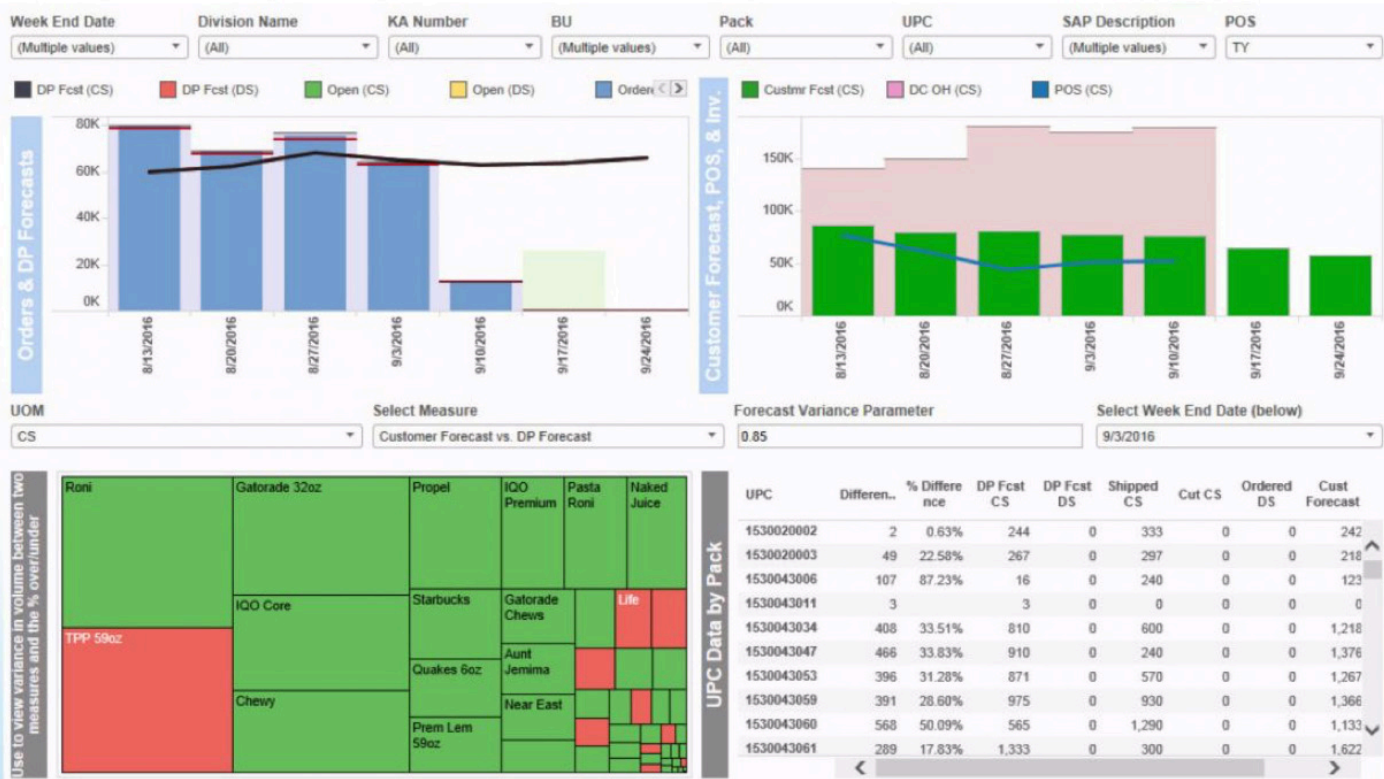 Week End Date Division Name KA Number BU Pack UPC SAP Description POS
(Multiple values) (All) (All) (Multiple values) (All) (All) (Multiple values) TY
DP Fcst (CS) DP Fcst (DS) Open (CS) Open (DS) Order
Custmr Fcst (CS) DC OH (CS) POS (CS)
Orders & DP Forecasts
80K
60K
40K
20K
0K
8/13/2016 8/20/2016 8/27/2016 9/3/2016 9/10/2016 9/17/2016 9/24/2016
Customer Forecast, POS, & Inv.
150K
100K
50K
0K
8/13/2016 8/20/2016 8/27/2016 9/3/2016 9/10/2016 9/17/2016 9/24/2016
UOM Select Measure Forecast Variance Parameter Select Week End Date (below)
CS Customer Forecast vs. DP Forecast 0.85 9/3/2016
Use to view variance in volume between two
measures and the % over/under
Roni
TPP 59oz
Gatorade 32oz
IQO Core
Chewy
Propel
Starbucks
Quakes 6oz
Prem Lem
59oz
IQO
Premium
Pasta
Roni
Naked
Juice
Gatorade
Chews
Life
Aunt
Jemima
Near East
UPC Data by Pack
UPC Differen.. % Differe
nce DP Fcst
CS DP Fcst
DS Shipped
CS Cut CS Ordered
DS Cust
Forecast
1530020002 2 0.63% 244 0 333 0 0 242
1530020003 49 22.58% 267 0 297 0 0 218
1530043006 107 87.23% 16 0 240 0 0 123
1530043011 3 3 0 0 0 0 0
1530043034 408 33.51% 810 0 600 0 0 1,218
1530043047 466 33.83% 910 0 240 0 0 1,376
1530043053 396 31.28% 871 0 570 0 0 1,267
1530043059 391 28.60% 975 0 930 0 0 1,366
1530043060 568 50.09% 565 0 1,290 0 0 1,133
1530043061 289 17.83% 1,333 0 300 0 0 1,622